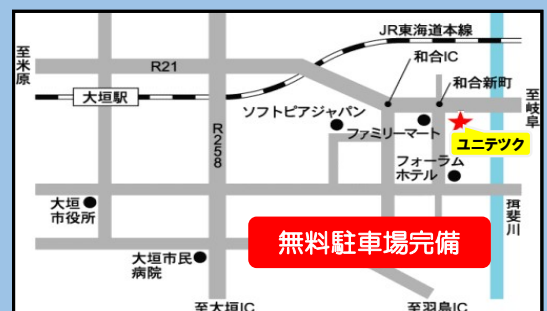 JR東海道本線
至米原
和合IC
R21
和合新町
大垣駅
至岐阜
ソフトピアジャパン
R258
ファミリーマート
ユニテツク
フォーラム
ホテル
大垣
市役所
揖斐川
無料駐車場完備
大垣市民
病院
至大垣IC
至羽島IC